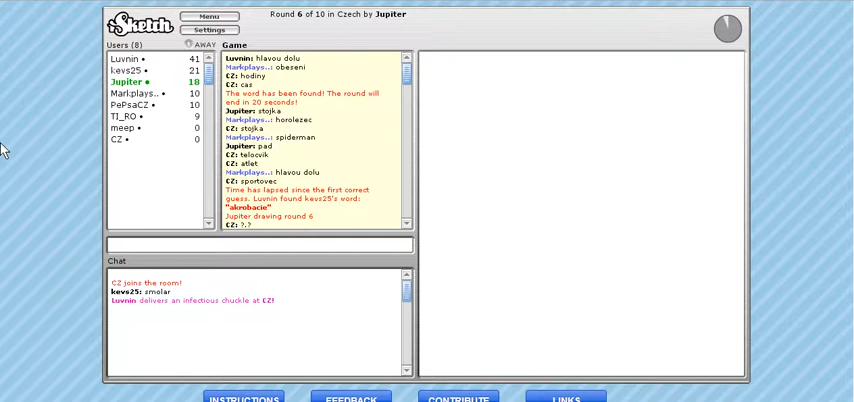 iSketch
Menu
Settings
Round 6 of 10 in Czech by Jupiter
Users (8)
AWAY
Luvnin • 41
kevs25 • 21
Jupiter • 18
Markplays.. • 10
PePsaCZ • 10
TJ_RO • 9
meep • 0
CZ • 0
Game
Luvnin: hlavou dolu
Markplays..: obeseni
CZ: hodiny
CZ: cas
The word has been found! The round will
end in 20 seconds!
Jupiter: stojka
Markplays..: horolezec
CZ: stojka
Markplays..: spiderman
Jupiter: pad
CZ: telocvik
CZ: atlet
Markplays..: hlavou dolu
CZ: sportovec
Time has lapsed since the first correct
guess. Luvnin found kevs25's word:
"akrobacie"
Jupiter drawing round 6
CZ: ?.?
Chat
CZ joins the room!
kevs25: smolar
Luvnin delivers an infectious chuckle at CZ!
INSTRUCTIONS
FEEDBACK
CONTRIBUTE
LINKS